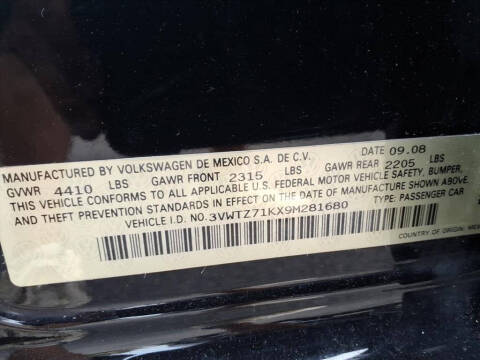 MANUFACTURED BY VOLKSWAGEN DE MEXICO S.A. DE C.V. DATE 09.08
GVWR 4410 LBS GAWR FRONT 2315 LBS GAWR REAR 2205 LBS
THIS VEHICLE CONFORMS TO ALL APPLICABLE U.S. FEDERAL MOTOR VEHICLE SAFETY, BUMPER,
AND THEFT PREVENTION STANDARDS IN EFFECT ON THE DATE OF MANUFACTURE SHOWN ABOVE.
VEHICLE I.D. NO. 3VWTZ71KX9M281680 TYPE: PASSENGER CAR
COUNTRY OF ORIGIN: